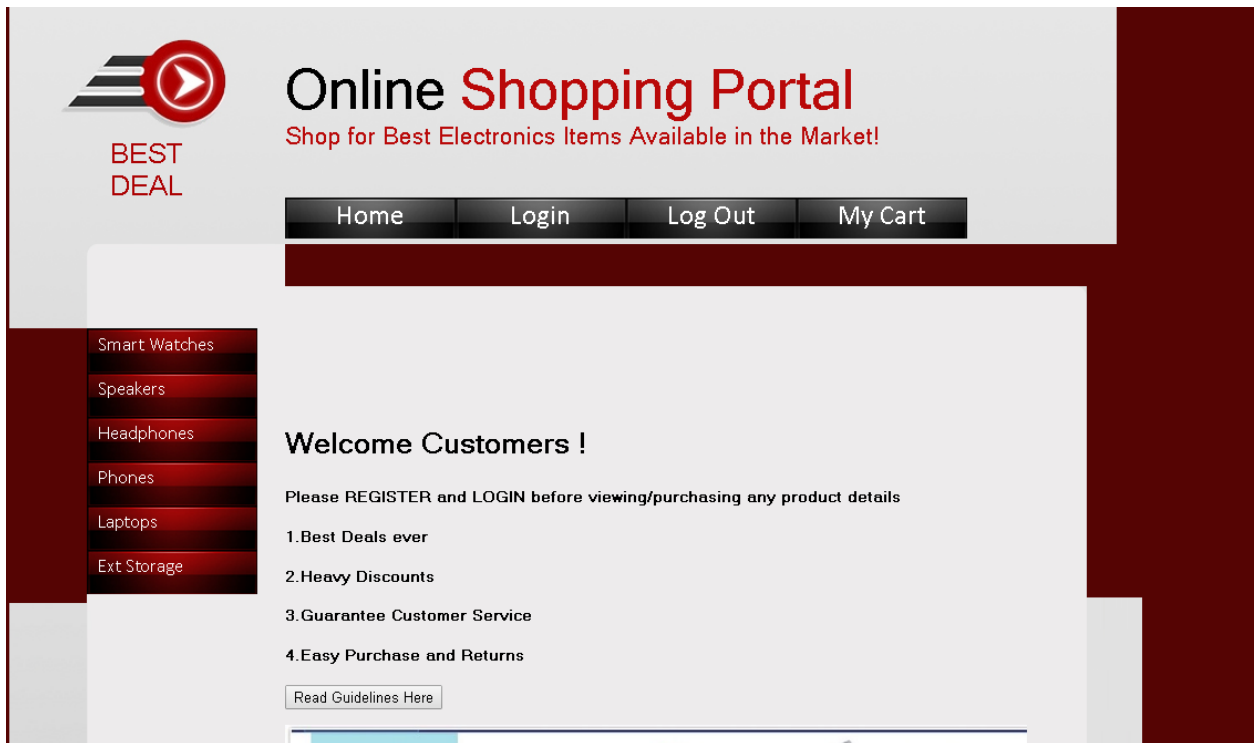 Online Shopping Portal
Shop for Best Electronics Items Available in the Market!
BEST
DEAL
Home Login Log Out My Cart
Smart Watches
Speakers
Headphones
Phones
Laptops
Ext Storage
Welcome Customers !
Please REGISTER and LOGIN before viewing/purchasing any product details
1.Best Deals ever
2.Heavy Discounts
3.Guarantee Customer Service
4.Easy Purchase and Returns
Read Guidelines Here